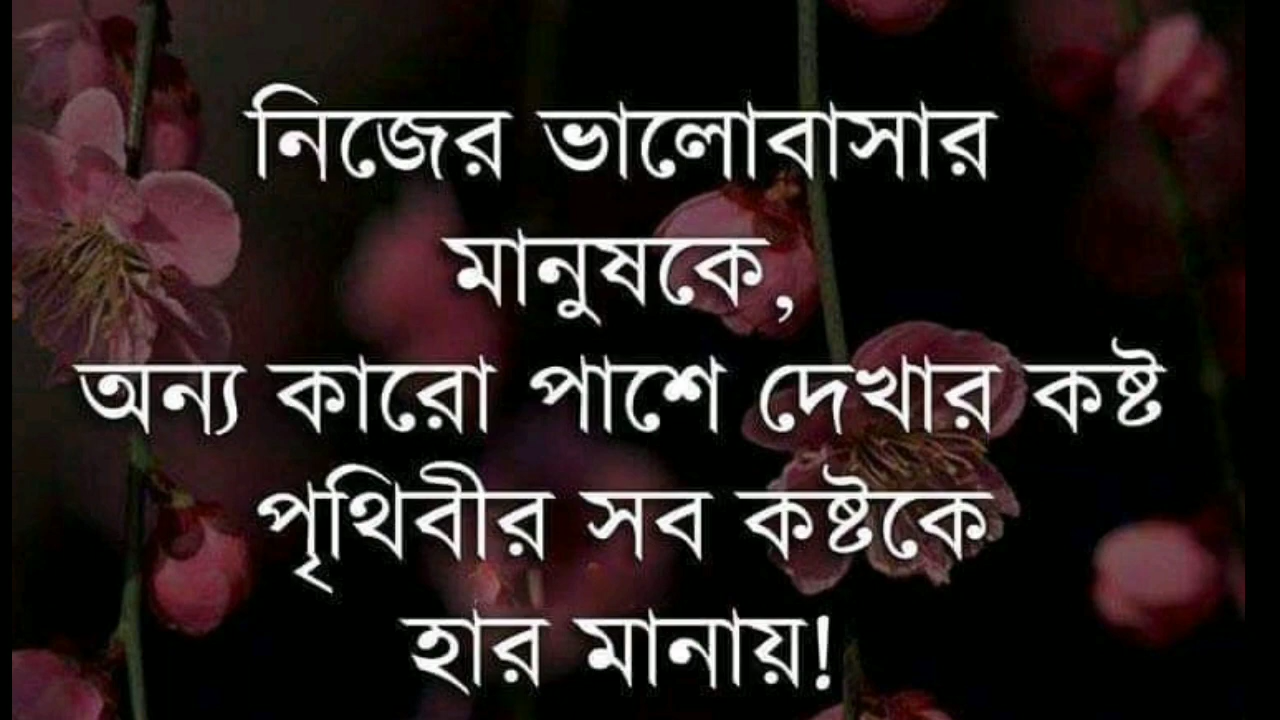 নিজের ভালোবাসার
মানুষকে,
অন্য কারো পাশে দেখার কষ্ট
পৃথিবীর সব কষ্টকে
হার মানায়!